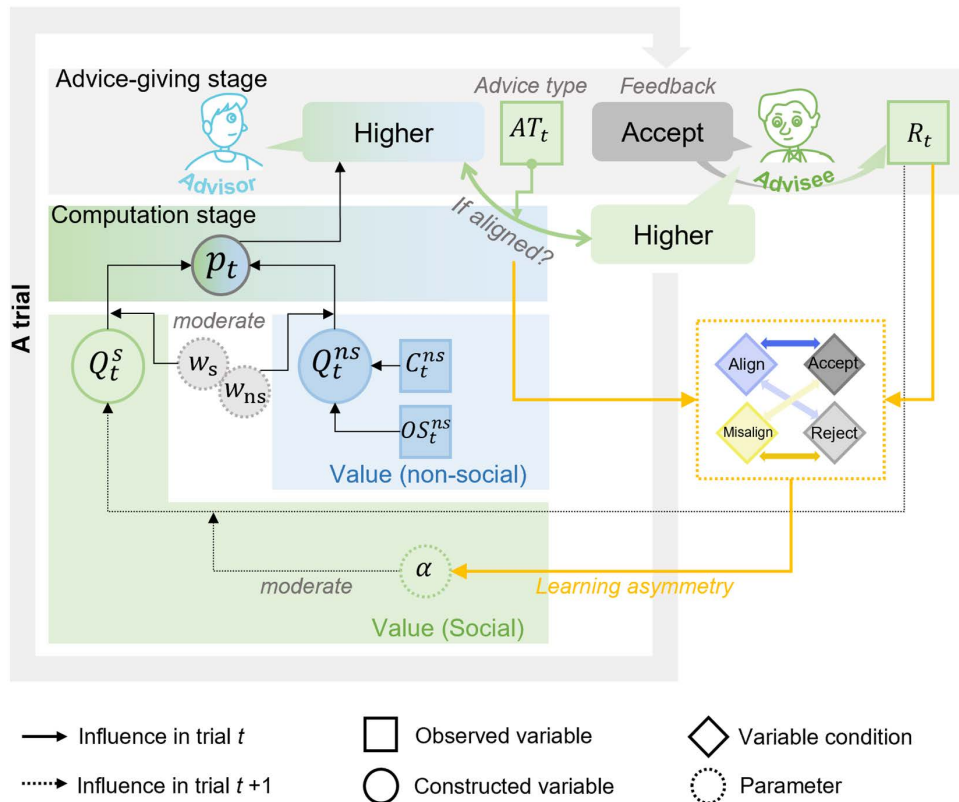 Advice-giving stage
Advice type
Feedback
Higher
AT_t
Accept
R_t
Advisor
Advisee
If aligned?
Higher
Computation stage
p_t
A trial
moderate
Q_t^s
w_s
w_ns
Q_t^ns
C_t^ns
OS_t^ns
Value (non-social)
Align
Accept
Misalign
Reject
α
moderate
Learning asymmetry
Value (Social)
Influence in trial t
Observed variable
Variable condition
Influence in trial t +1
Constructed variable
Parameter